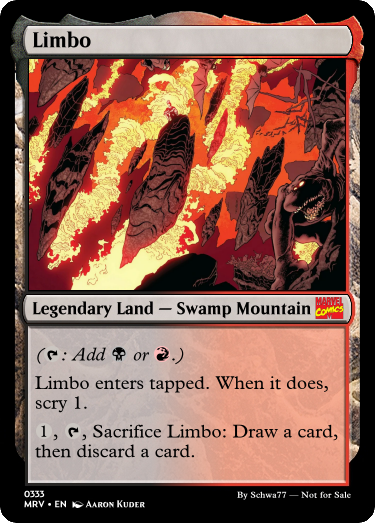 Limbo
Legendary Land — Swamp Mountain
MARVEL
COMICS
(: Add or .)
Limbo enters tapped. When it does,
scry 1.
1 , , Sacrifice Limbo: Draw a card,
then discard a card.
0333
MRV • EN Aaron Kuder
By Schwa77 — Not for Sale